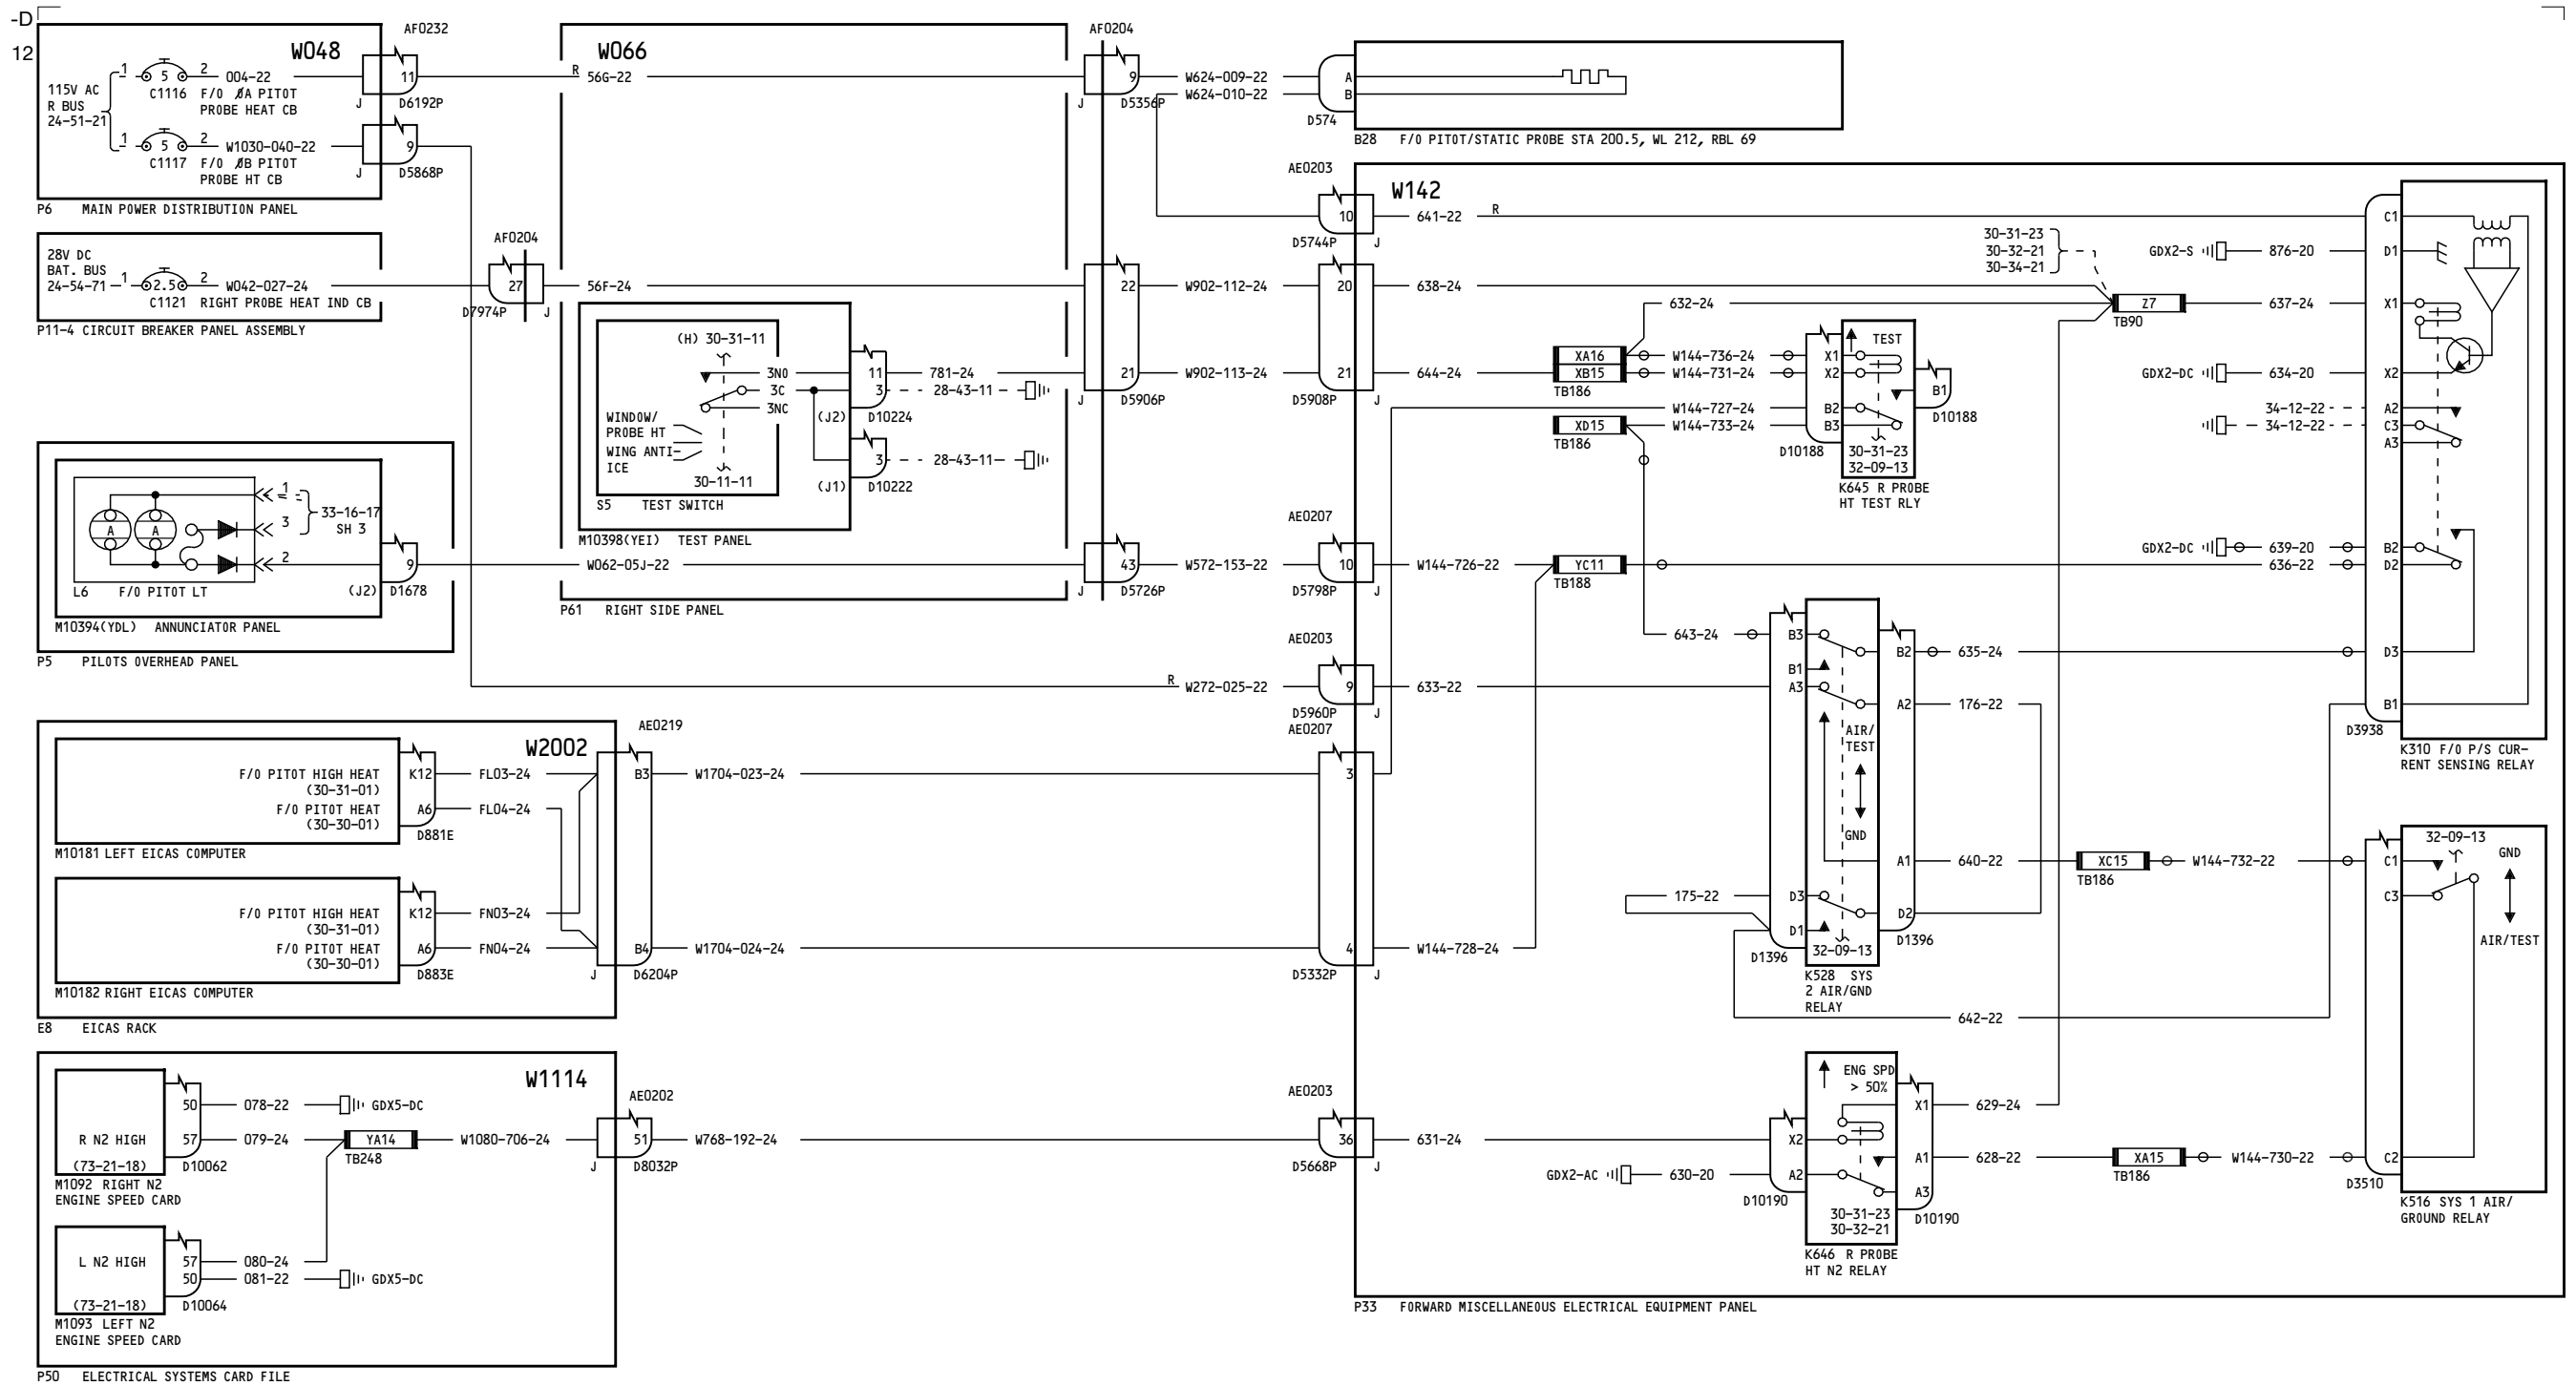 -D
12
W048
AF0232
115V AC
R BUS
24-51-21
1
5
2
004-22
C1116
F/O ØA PITOT
PROBE HEAT CB
11
J
D6192P
1
5
2
W1030-040-22
C1117
F/O ØB PITOT
PROBE HT CB
9
J
D5868P
P6 MAIN POWER DISTRIBUTION PANEL
28V DC
BAT. BUS
24-54-71
1
2.5
2
W042-027-24
C1121 RIGHT PROBE HEAT IND CB
P11-4 CIRCUIT BREAKER PANEL ASSEMBLY
AF0204
27
D7974P
J
A
A
1
3
2
33-16-17
SH 3
L6 F/O PITOT LT
(J2)
9
D1678
M10394(YDL) ANNUNCIATOR PANEL
P5 PILOTS OVERHEAD PANEL
W066
R 56G-22
56F-24
(H) 30-31-11
3NO
3C
3NC
WINDOW/
PROBE HT
WING ANTI-
ICE
30-11-11
S5 TEST SWITCH
11
3
(J2)
D10224
781-24
28-43-11
3
(J1)
D10222
28-43-11
M10398(YEI) TEST PANEL
W062-05J-22
P61 RIGHT SIDE PANEL
AF0204
9
J
D5356P
22
21
J
D5906P
43
J
D5726P
W624-009-22
W624-010-22
A
B
D574
B28 F/O PITOT/STATIC PROBE STA 200.5, WL 212, RBL 69
AE0203
10
D5744P
J
W902-112-24
W902-113-24
20
21
D5908P
J
AE0207
W572-153-22
10
D5798P
J
AE0203
R W272-025-22
9
D5960P
J
AE0207
3
4
D5332P
J
W2002
AE0219
F/O PITOT HIGH HEAT
(30-31-01)
F/O PITOT HEAT
(30-30-01)
K12
A6
D881E
FL03-24
FL04-24
M10181 LEFT EICAS COMPUTER
F/O PITOT HIGH HEAT
(30-31-01)
F/O PITOT HEAT
(30-30-01)
K12
A6
D883E
FN03-24
FN04-24
M10182 RIGHT EICAS COMPUTER
B3
B4
J
D6204P
W1704-023-24
W1704-024-24
E8 EICAS RACK
W1114
AE0202
R N2 HIGH
(73-21-18)
50
57
D10062
078-22
GDX5-DC
079-24
YA14
TB248
W1080-706-24
51
J
D8032P
W768-192-24
M1092 RIGHT N2
ENGINE SPEED CARD
L N2 HIGH
(73-21-18)
57
50
D10064
080-24
081-22
GDX5-DC
M1093 LEFT N2
ENGINE SPEED CARD
P50 ELECTRICAL SYSTEMS CARD FILE
AE0203
36
D5668P
J
W142
641-22 R
638-24
644-24
W144-726-22
633-22
W144-728-24
631-24
632-24
XA16
XB15
TB186
W144-736-24
W144-731-24
W144-727-24
XD15
TB186
W144-733-24
X1
X2
B2
B3
D10188
TEST
B1
D10188
30-31-23
32-09-13
K645 R PROBE
HT TEST RLY
30-31-23
30-32-21
30-34-21
Z7
TB90
637-24
GDX2-S
876-20
GDX2-DC
634-20
34-12-22
34-12-22
GDX2-DC
639-20
636-22
YC11
TB188
643-24
B3
B1
A3
AIR/
TEST
GND
D3
D1
D1396
B2
A2
A1
D2
D1396
32-09-13
K528 SYS
2 AIR/GND
RELAY
635-24
176-22
640-22
175-22
642-22
XC15
TB186
W144-732-22
C1
D1
X1
X2
A2
C3
A3
B2
D2
D3
B1
D3938
K310 F/O P/S CUR-
RENT SENSING RELAY
32-09-13
GND
C1
C3
AIR/TEST
C2
D3510
K516 SYS 1 AIR/
GROUND RELAY
ENG SPD
> 50%
X1
X2
A1
A2
A3
GDX2-AC
630-20
D10190
D10190
30-31-23
30-32-21
K646 R PROBE
HT N2 RELAY
629-24
628-22
XA15
TB186
W144-730-22
P33 FORWARD MISCELLANEOUS ELECTRICAL EQUIPMENT PANEL